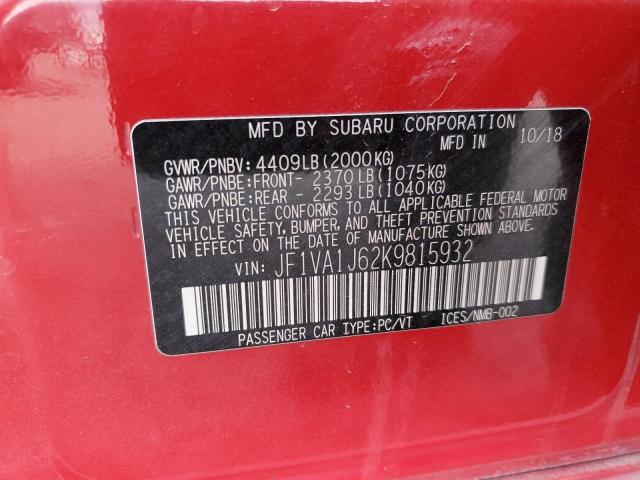 MFD BY SUBARU CORPORATION
MFD IN 10/18
GVWR/PNBV: 4409LB(2000KG)
GAWR/PNBE:FRONT- 2370LB(1075KG)
GAWR/PNBE:REAR - 2293LB(1040KG)
THIS VEHICLE CONFORMS TO ALL APPLICABLE FEDERAL MOTOR
VEHICLE SAFETY, BUMPER, AND THEFT PREVENTION STANDARDS
IN EFFECT ON THE DATE OF MANUFACTURE SHOWN ABOVE.
VIN: JF1VA1J62K9815932
PASSENGER CAR TYPE:PC/VT ICES/NMB-002